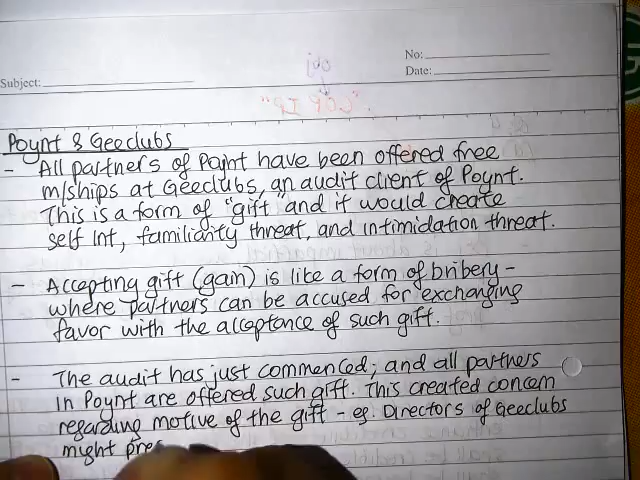 No:
Date:
Subject:
Poynt & Geeclubs
- All partners of Poynt have been offered free
m/ships at Geeclubs, an audit client of Poynt.
This is a form of "gift" and it would create
self Int, familiarity threat, and intimidation threat.
- Accepting gift (gain) is like a form of bribery -
where partners can be accused for exchanging
favor with the acceptance of such gift.
- The audit has just commenced; and all partners
in Poynt are offered such gift. This created concern
regarding motive of the gift - eg. Directors of Geeclubs
might pres